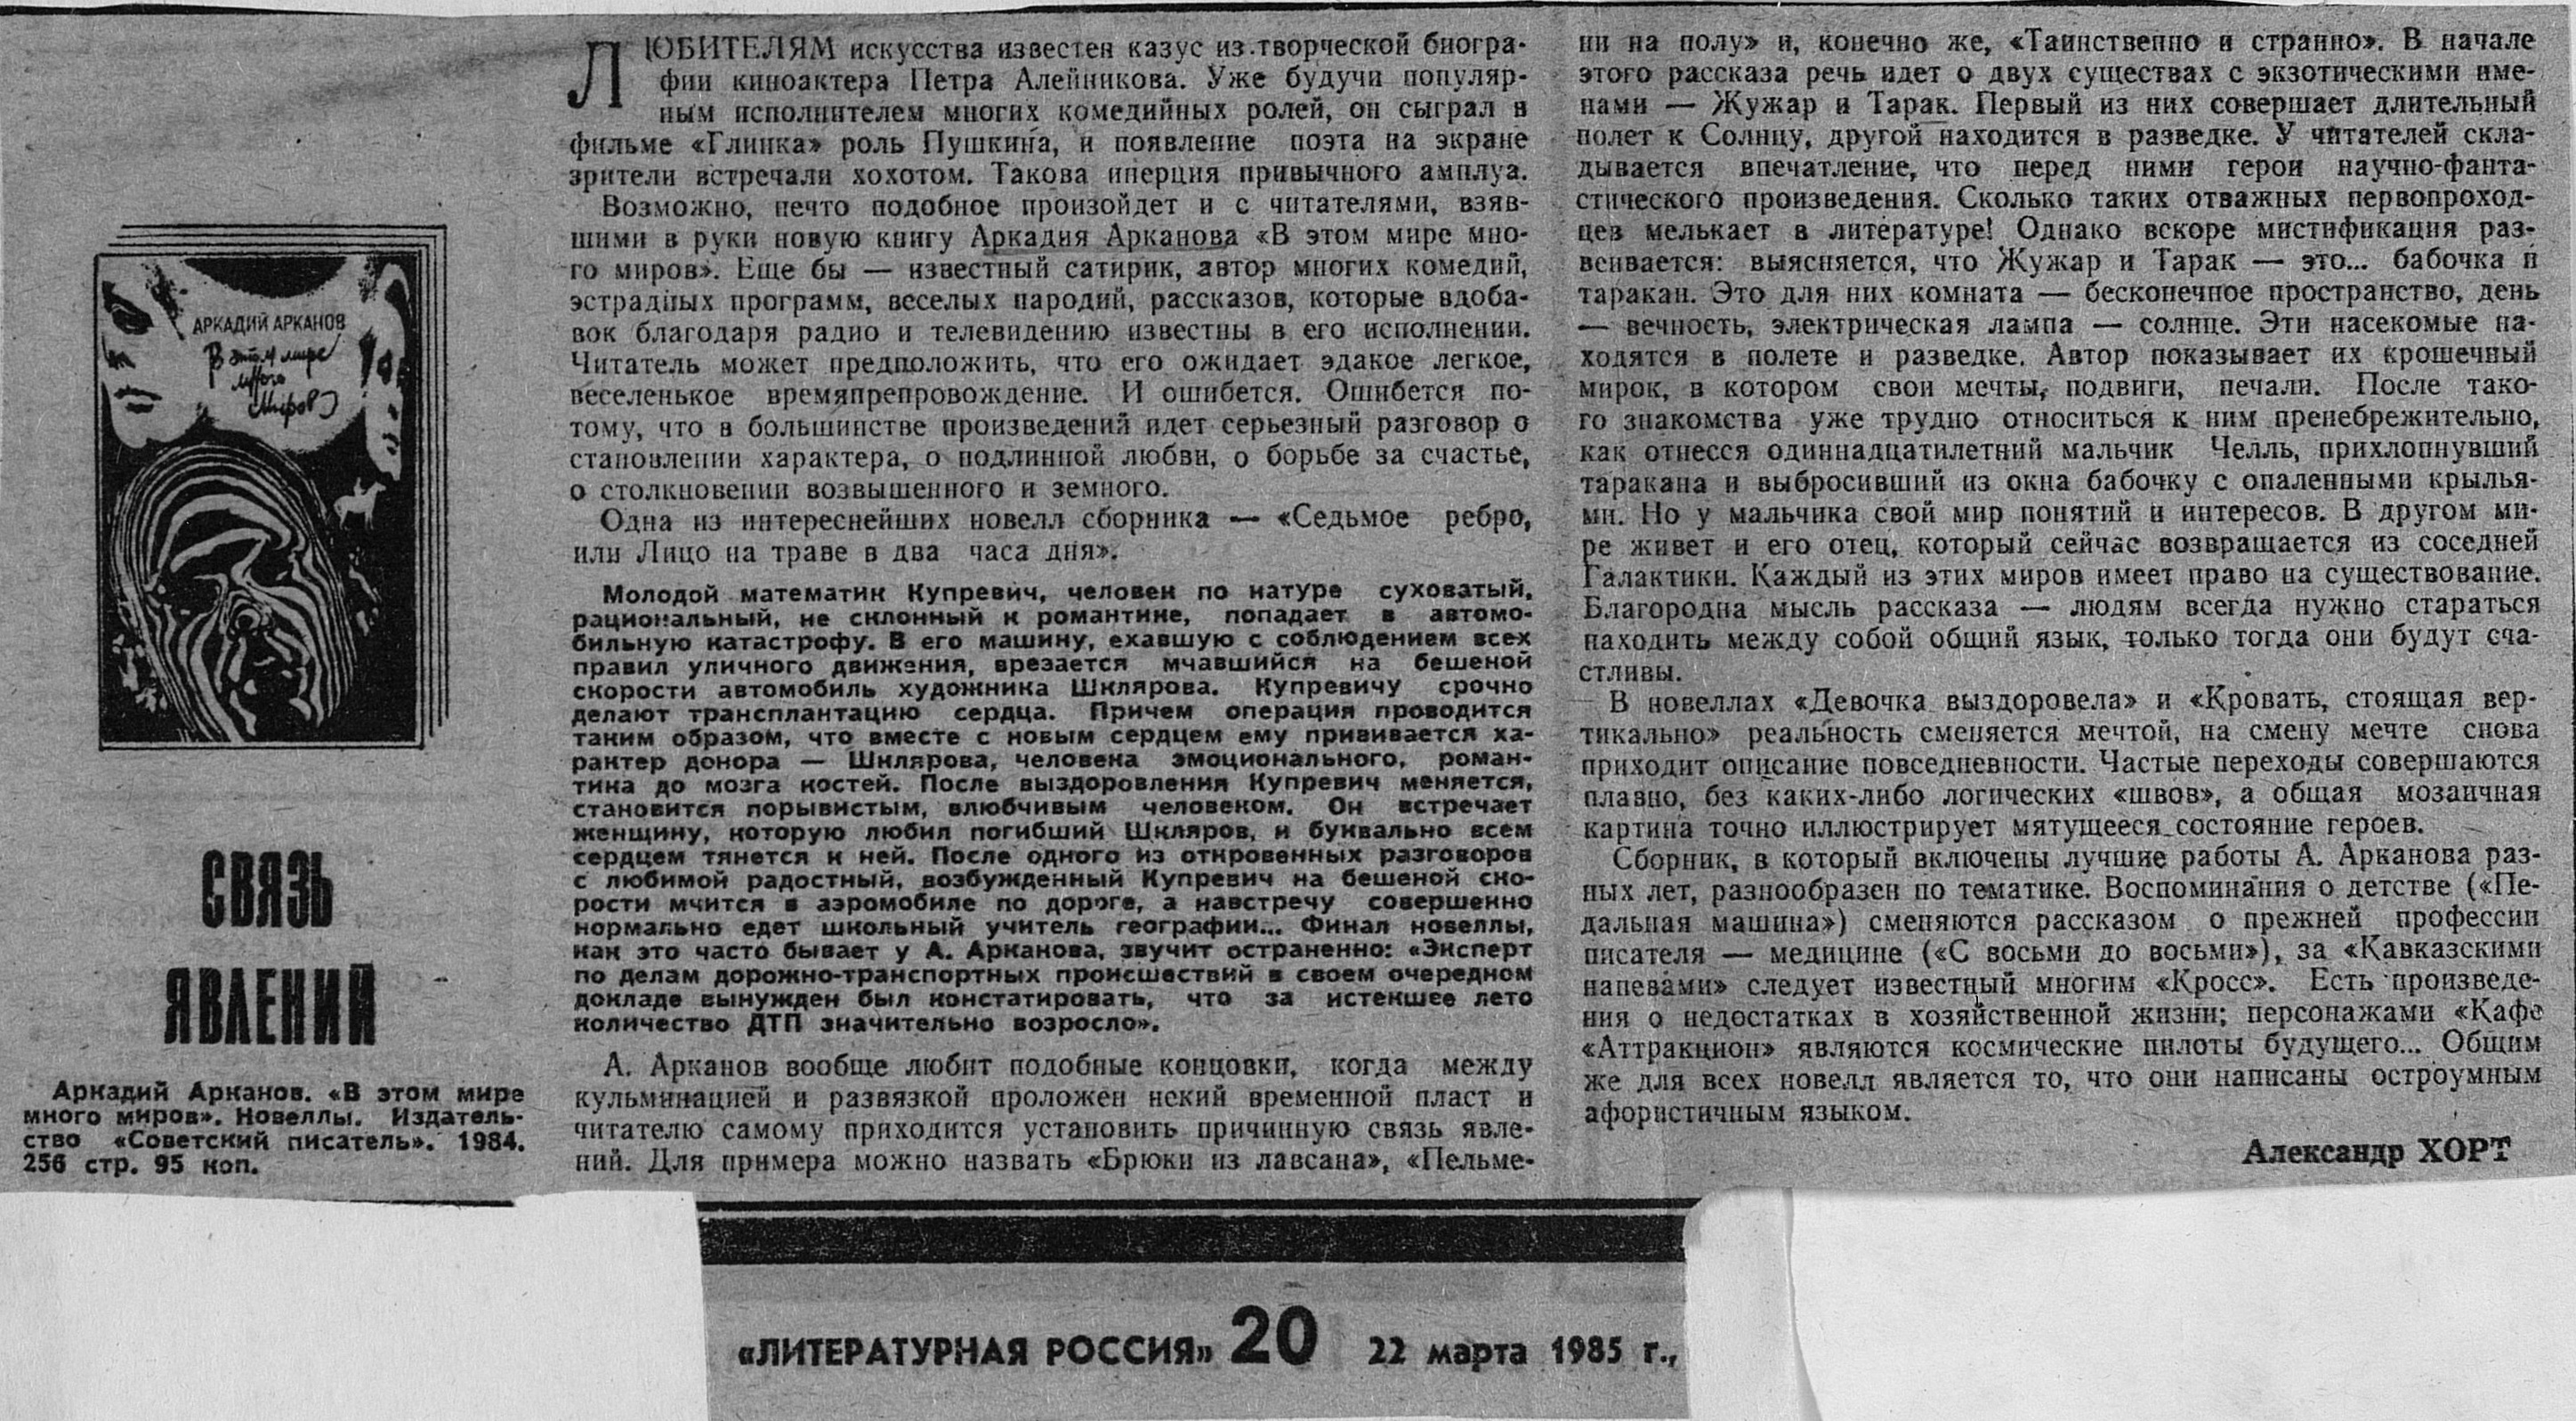 АРКАДИЙ АРКАНОВ
В этом мире
много
миров
СВЯЗЬ
ЯВЛЕНИЙ
Аркадий Арканов. «В этом мире
много миров». Новеллы. Издатель-
ство «Советский писатель». 1984.
256 стр. 95 коп.
ЛЮБИТЕЛЯМ искусства известен казус из творческой биогра-
фии киноактера Петра Алейникова. Уже будучи популяр-
ным исполнителем многих комедийных ролей, он сыграл в
фильме «Глинка» роль Пушкина, и появление поэта на экране
зрители встречали хохотом. Такова инерция привычного амплуа.
Возможно, нечто подобное произойдет и с читателями, взяв-
шими в руки новую книгу Аркадия Арканова «В этом мире мно-
го миров». Еще бы — известный сатирик, автор многих комедий,
эстрадных программ, веселых пародий, рассказов, которые вдоба-
вок благодаря радио и телевидению известны в его исполнении.
Читатель может предположить, что его ожидает эдакое легкое,
веселенькое времяпрепровождение. И ошибется. Ошибется по-
тому, что в большинстве произведений идет серьезный разговор о
становлении характера, о подлинной любви, о борьбе за счастье,
о столкновении возвышенного и земного.
Одна из интереснейших новелл сборника — «Седьмое ребро,
или Лицо на траве в два часа дня».
Молодой математик Купревич, человек по натуре суховатый,
рациональный, не склонный к романтике, попадает в автомо-
бильную катастрофу. В его машину, ехавшую с соблюдением всех
правил уличного движения, врезается мчавшийся на бешеной
скорости автомобиль художника Шклярова. Купревичу срочно
делают трансплантацию сердца. Причем операция проводится
таким образом, что вместе с новым сердцем ему прививается ха-
рактер донора — Шклярова, человека эмоционального, роман-
тика до мозга костей. После выздоровления Купревич меняется,
становится порывистым, влюбчивым человеком. Он встречает
женщину, которую любил погибший Шкляров, и буквально всем
сердцем тянется к ней. После одного из откровенных разговоров
с любимой радостный, возбужденный Купревич на бешеной ско-
рости мчится в аэромобиле по дороге, а навстречу совершенно
нормально едет школьный учитель географии... Финал новеллы,
как это часто бывает у А. Арканова, звучит остраненно: «Эксперт
по делам дорожно-транспортных происшествий в своем очередном
докладе вынужден был констатировать, что за истекшее лето
количество ДТП значительно возросло».
А. Арканов вообще любит подобные концовки, когда между
кульминацией и развязкой проложен некий временной пласт и
читателю самому приходится установить причинную связь явле-
ний. Для примера можно назвать «Брюки из лавсана», «Пельме-
ни на полу» и, конечно же, «Таинственно и странно». В начале
этого рассказа речь идет о двух существах с экзотическими име-
нами — Жужар и Тарак. Первый из них совершает длительный
полет к Солнцу, другой находится в разведке. У читателей скла-
дывается впечатление, что перед ними герои научно-фанта-
стического произведения. Сколько таких отважных первопроход-
цев мелькает в литературе! Однако вскоре мистификация раз-
веивается: выясняется, что Жужар и Тарак — это... бабочка и
таракан. Это для них комната — бесконечное пространство, день
— вечность, электрическая лампа — солнце. Эти насекомые на-
ходятся в полете и разведке. Автор показывает их крошечный
мирок, в котором свои мечты, подвиги, печали. После тако-
го знакомства уже трудно относиться к ним пренебрежительно,
как отнесся одиннадцатилетний мальчик Челль, прихлопнувший
таракана и выбросивший из окна бабочку с опаленными крылья-
ми. Но у мальчика свой мир понятий и интересов. В другом ми-
ре живет и его отец, который сейчас возвращается из соседней
Галактики. Каждый из этих миров имеет право на существование.
Благородна мысль рассказа — людям всегда нужно стараться
находить между собой общий язык, только тогда они будут сча-
стливы.
В новеллах «Девочка выздоровела» и «Кровать, стоящая вер-
тикально» реальность сменяется мечтой, на смену мечте снова
приходит описание повседневности. Частые переходы совершаются
плавно, без каких-либо логических «швов», а общая мозаичная
картина точно иллюстрирует мятущееся состояние героев.
Сборник, в который включены лучшие работы А. Арканова раз-
ных лет, разнообразен по тематике. Воспоминания о детстве («Пе-
дальная машина») сменяются рассказом о прежней профессии
писателя — медицине («С восьми до восьми»), за «Кавказскими
напевами» следует известный многим «Кросс». Есть произведе-
ния о недостатках в хозяйственной жизни; персонажами «Кафе
«Аттракцион» являются космические пилоты будущего... Общим
же для всех новелл является то, что они написаны остроумным
афористичным языком.
Александр ХОРТ
«ЛИТЕРАТУРНАЯ РОССИЯ» 20 22 марта 1985 г.,